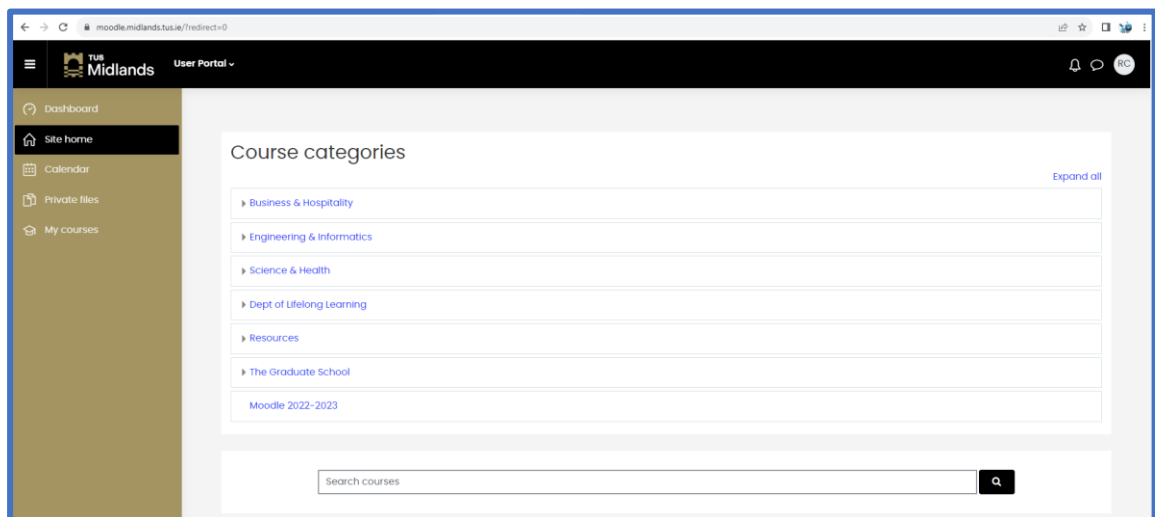 moodle.midlands.tus.ie/?redirect=0
TUS
Midlands
User Portal
RC
Dashboard
Site home
Calendar
Private files
My courses
Course categories
Expand all
Business & Hospitality
Engineering & Informatics
Science & Health
Dept of Lifelong Learning
Resources
The Graduate School
Moodle 2022-2023
Search courses